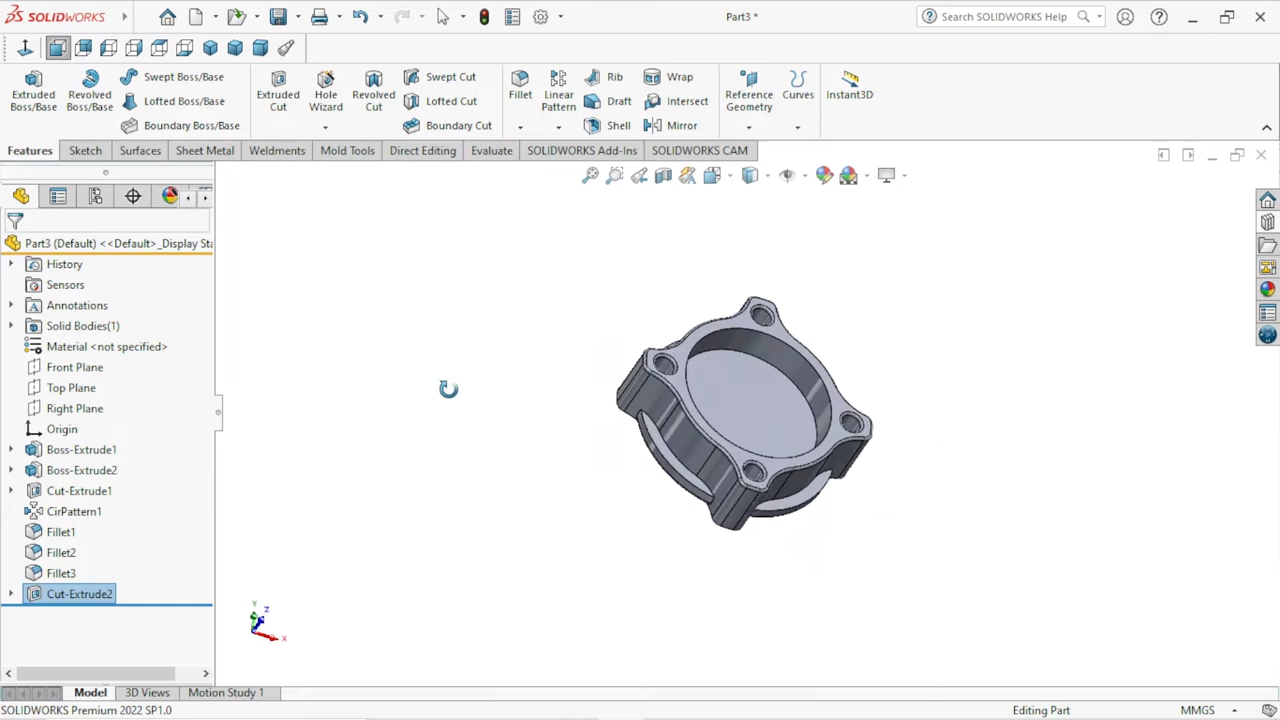 SOLIDWORKS
Part3 *
Search SOLIDWORKS Help
Extruded Boss/Base
Revolved Boss/Base
Swept Boss/Base
Lofted Boss/Base
Boundary Boss/Base
Extruded Cut
Hole Wizard
Revolved Cut
Swept Cut
Lofted Cut
Boundary Cut
Fillet
Linear Pattern
Rib
Draft
Shell
Wrap
Intersect
Mirror
Reference Geometry
Curves
Instant3D
Features
Sketch
Surfaces
Sheet Metal
Weldments
Mold Tools
Direct Editing
Evaluate
SOLIDWORKS Add-Ins
SOLIDWORKS CAM
Part3 (Default) <<Default>_Display Sta
History
Sensors
Annotations
Solid Bodies(1)
Material <not specified>
Front Plane
Top Plane
Right Plane
Origin
Boss-Extrude1
Boss-Extrude2
Cut-Extrude1
CirPattern1
Fillet1
Fillet2
Fillet3
Cut-Extrude2
Y
Z
X
Model
3D Views
Motion Study 1
SOLIDWORKS Premium 2022 SP1.0
Editing Part
MMGS